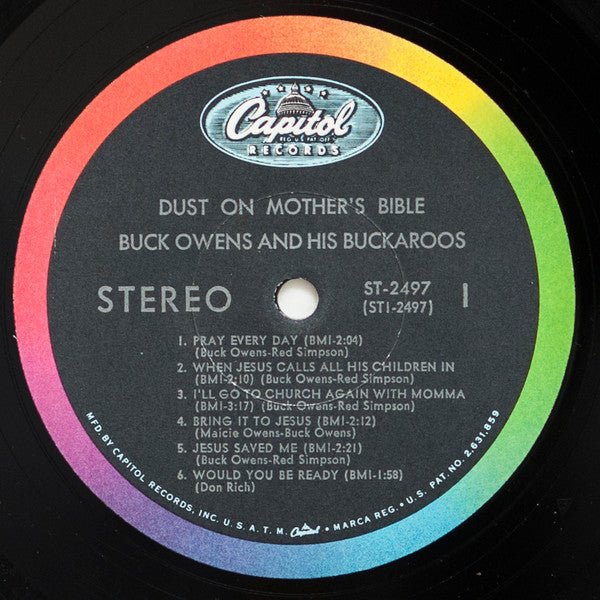 Capitol
REG. U.S. PAT. OFF.
RECORDS
DUST ON MOTHER'S BIBLE
BUCK OWENS AND HIS BUCKAROOS
STEREO
ST-2497
(ST1-2497)
1
1. PRAY EVERY DAY (BMI-2:04)
(Buck Owens-Red Simpson)
2. WHEN JESUS CALLS ALL HIS CHILDREN IN
(BMI-2:10) (Buck Owens-Red Simpson)
3. I'LL GO TO CHURCH AGAIN WITH MOMMA
(BMI-3:17) (Buck Owens-Red Simpson)
4. BRING IT TO JESUS (BMI-2:12)
(Maicie Owens-Buck Owens)
5. JESUS SAVED ME (BMI-2:21)
(Buck Owens-Red Simpson)
6. WOULD YOU BE READY (BMI-1:58)
(Don Rich)
MFD. BY CAPITOL RECORDS, INC. U. S. A. T. M. Capitol • MARCA REG. • U. S. PAT. NO. 2,631,859